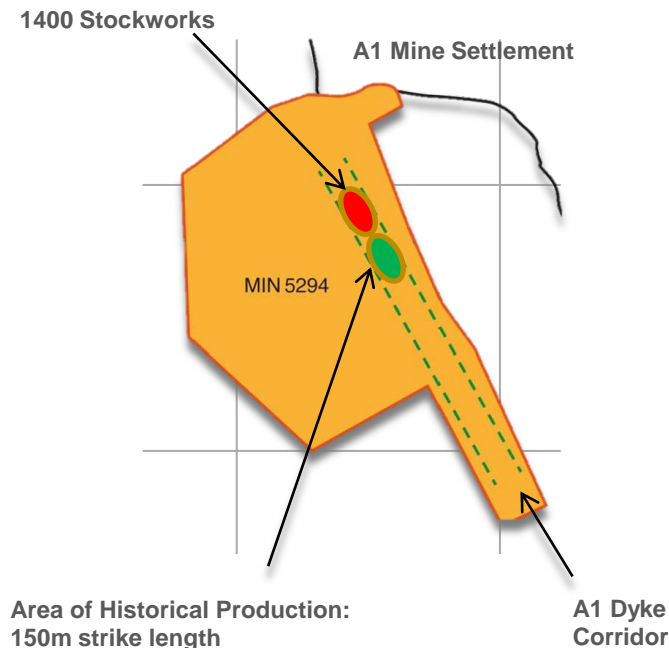 1400 Stockworks
A1 Mine Settlement
MIN 5294
Area of Historical Production:
150m strike length
A1 Dyke
Corridor